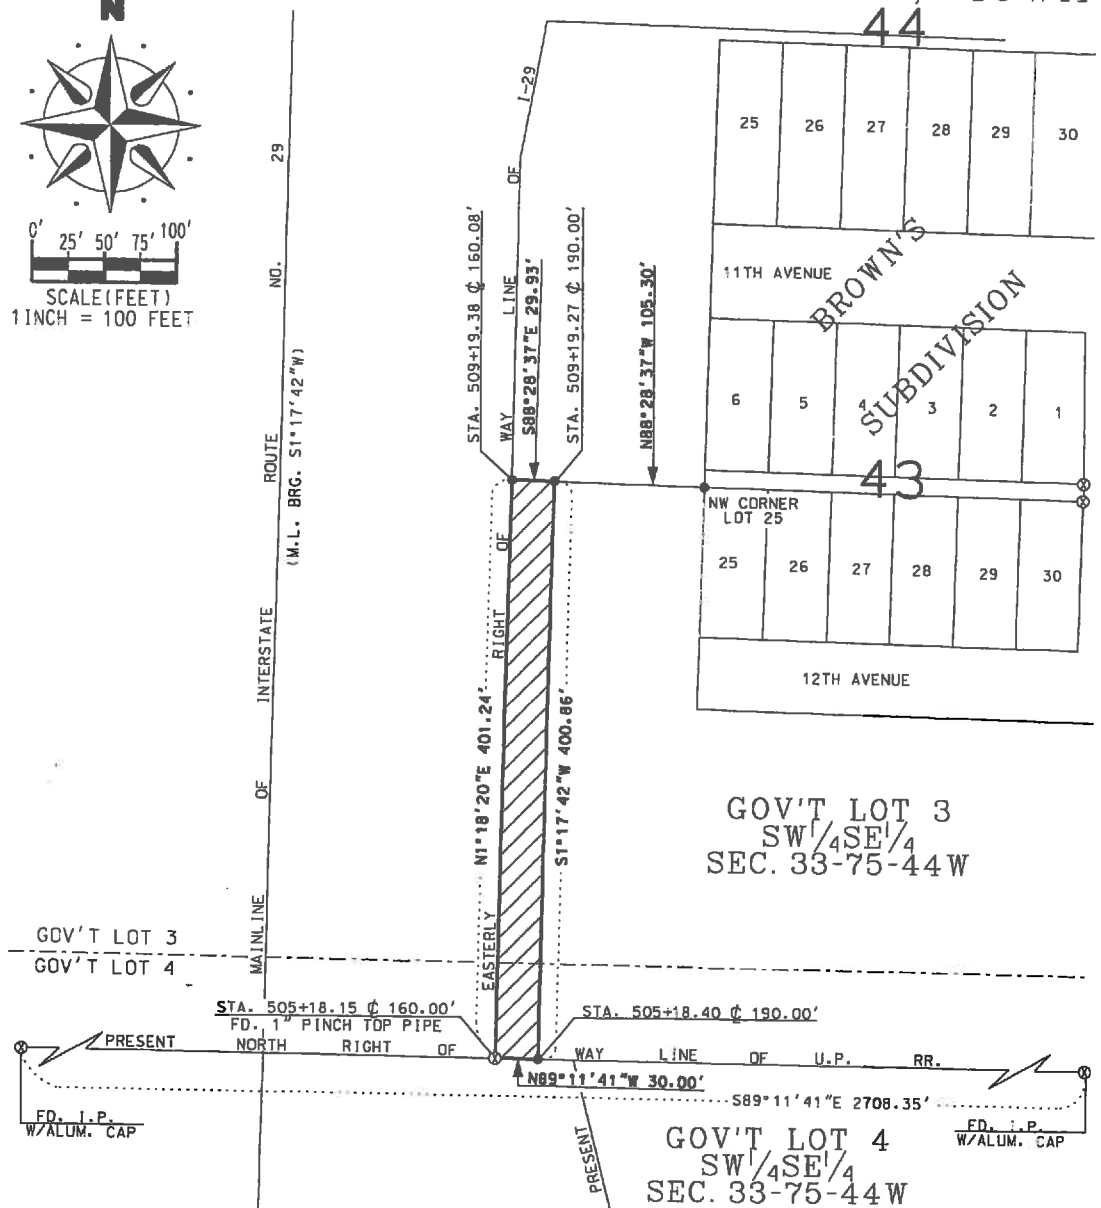 N
44
0' 25' 50' 75' 100'
SCALE(FEET)
1 INCH = 100 FEET
MAINLINE OF INTERSTATE ROUTE NO. 29
(M.L. BRG. S1°17'42"W)
EASTERLY RIGHT OF WAY LINE OF I-29
STA. 509+19.38 ℄ 160.08'
S88°28'37"E 29.93'
STA. 509+19.27 ℄ 190.00'
N88°28'37"W 105.30'
25 26 27 28 29 30
11TH AVENUE
BROWN'S
SUBDIVISION
6 5 4 3 2 1
43
NW CORNER
LOT 25
25 26 27 28 29 30
12TH AVENUE
N1°18'20"E 401.24'
S1°17'42"W 400.86'
GOV'T LOT 3
SW1/4SE1/4
SEC. 33-75-44W
GOV'T LOT 3
GOV'T LOT 4
STA. 505+18.15 ℄ 160.00'
FD. 1" PINCH TOP PIPE
STA. 505+18.40 ℄ 190.00'
PRESENT NORTH RIGHT OF WAY LINE OF U.P. RR.
N89°11'41"W 30.00'
S89°11'41"E 2708.35'
FD. I.P.
W/ALUM. CAP
FD. I.P.
W/ALUM. CAP
PRESENT
GOV'T LOT 4
SW1/4SE1/4
SEC. 33-75-44W